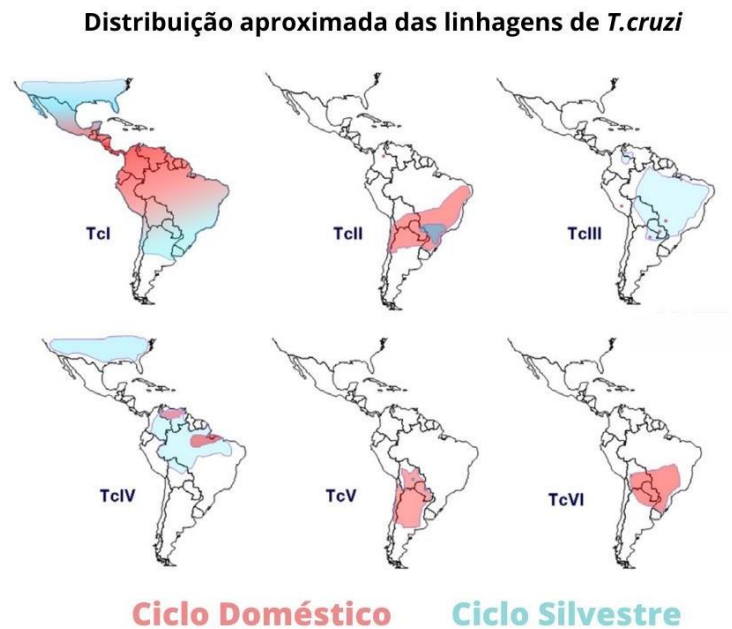 Distribuição aproximada das linhagens de T.cruzi
TcI
TcII
TcIII
TcIV
TcV
TcVI
Ciclo Doméstico
Ciclo Silvestre